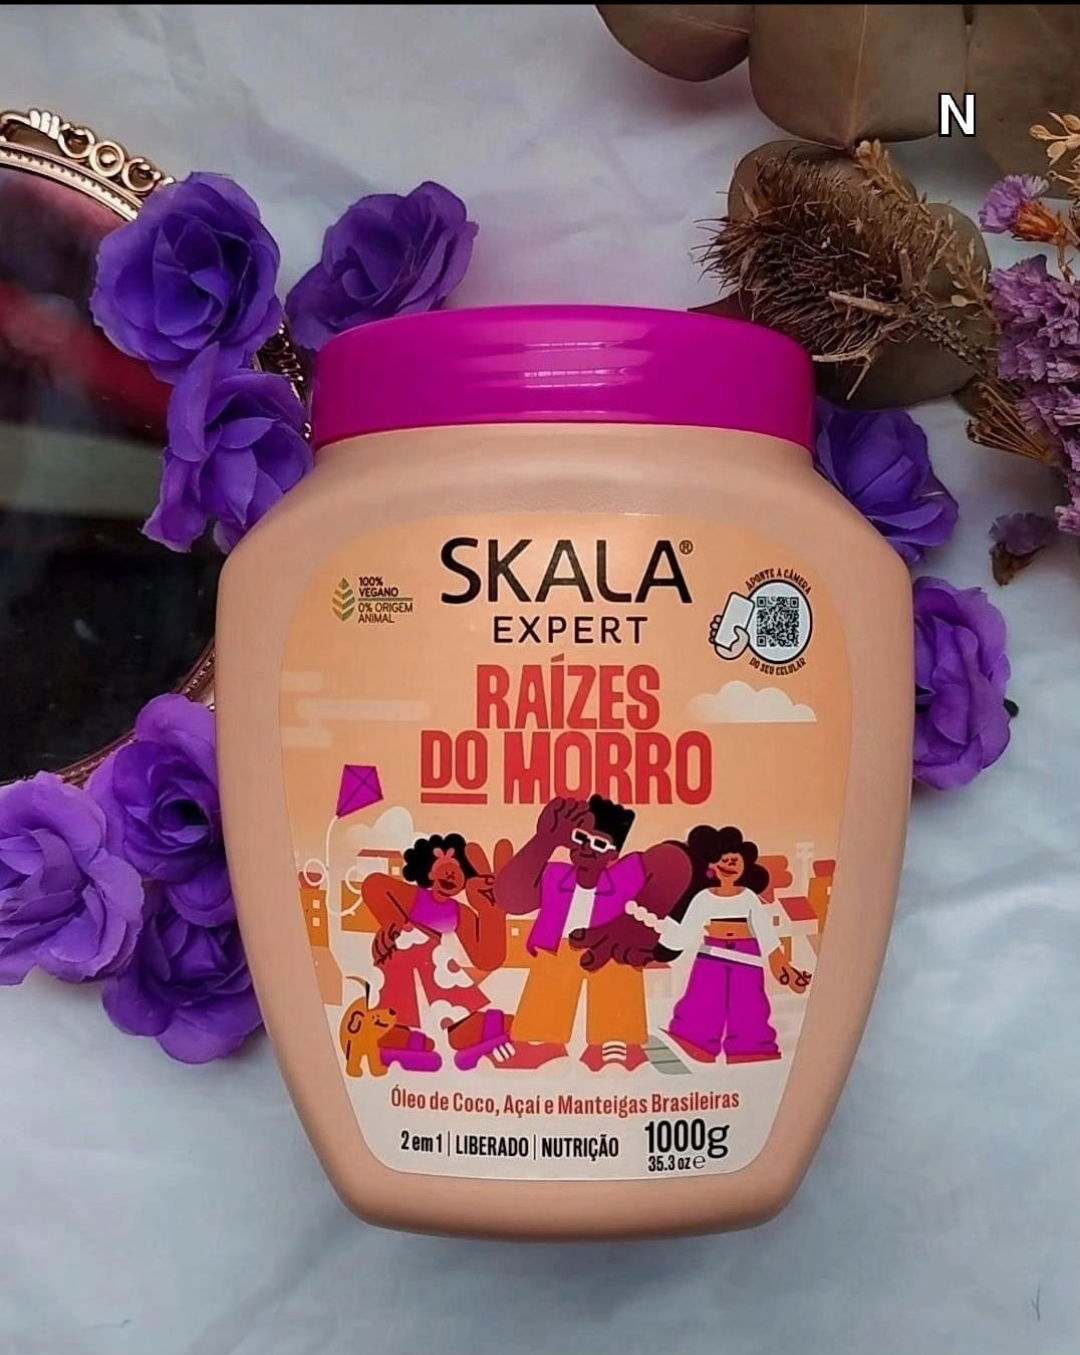 N
SKALA®
EXPERT
100%
VEGANO
0% ORIGEM
ANIMAL
APONTE A CÂMERA
DO SEU CELULAR
RAÍZES
DO MORRO
Óleo de Coco, Açaí e Manteigas Brasileiras
2 em 1 | LIBERADO | NUTRIÇÃO
1000g
35.3 oz ℮